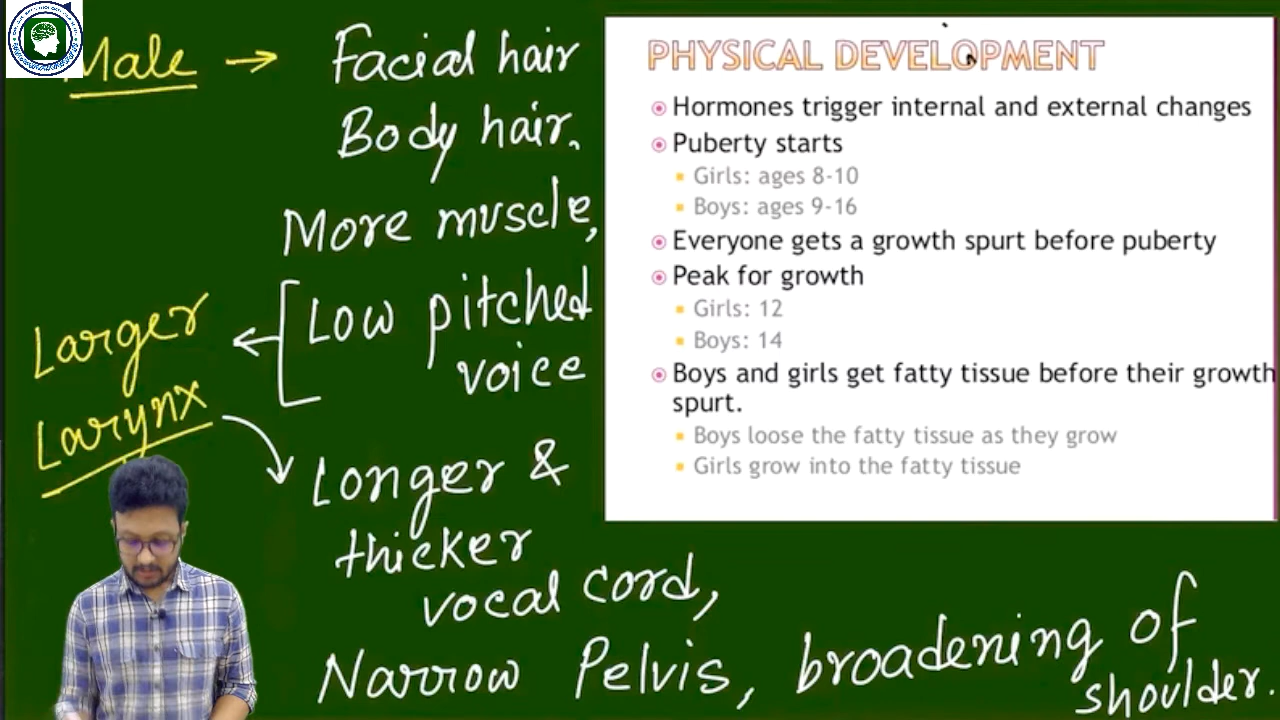 Male → Facial hair
Body hair.
More muscle,
Low pitched
voice
Larger
Larynx
Longer &
thicker
vocal cord,
Narrow Pelvis, broadening of
shoulder.
PHYSICAL DEVELOPMENT
Hormones trigger internal and external changes
Puberty starts
Girls: ages 8-10
Boys: ages 9-16
Everyone gets a growth spurt before puberty
Peak for growth
Girls: 12
Boys: 14
Boys and girls get fatty tissue before their growth
spurt.
Boys loose the fatty tissue as they grow
Girls grow into the fatty tissue